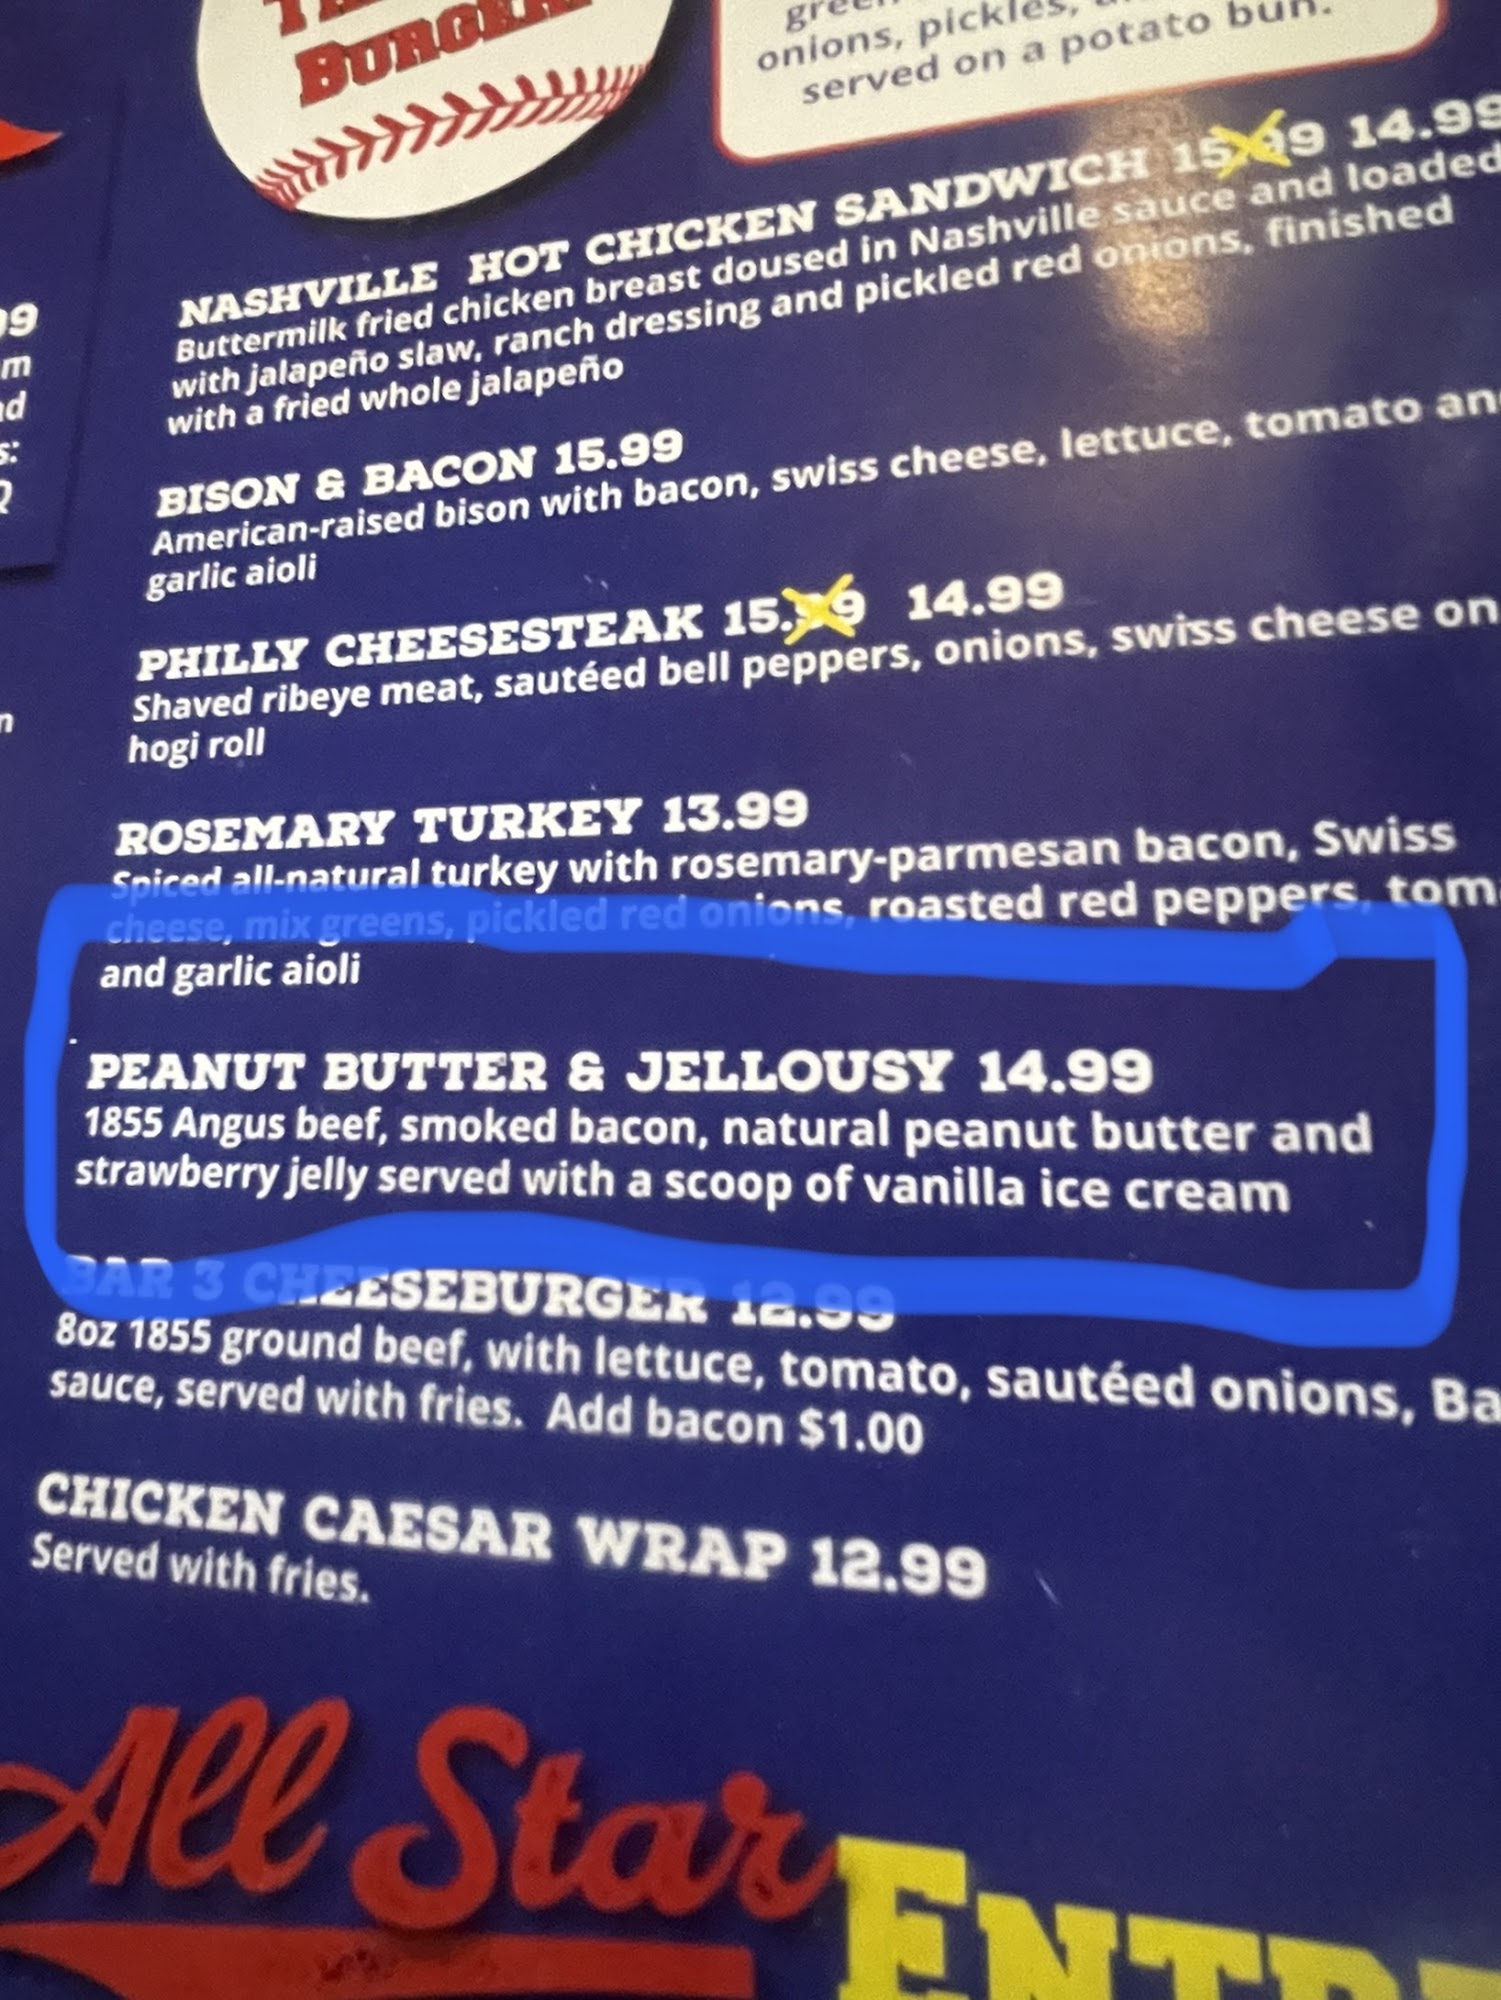 BURGER
onions, pickles,
served on a potato bun.
NASHVILLE HOT CHICKEN SANDWICH 15.99 14.99
Buttermilk fried chicken breast doused in Nashville sauce and loaded
with jalapeño slaw, ranch dressing and pickled red onions, finished
with a fried whole jalapeño
BISON & BACON 15.99
American-raised bison with bacon, swiss cheese, lettuce, tomato an
garlic aioli
PHILLY CHEESESTEAK 15.99 14.99
Shaved ribeye meat, sautéed bell peppers, onions, swiss cheese on
hogi roll
ROSEMARY TURKEY 13.99
Spiced all-natural turkey with rosemary-parmesan bacon, Swiss
cheese, mix greens, pickled red onions, roasted red peppers, tom
and garlic aioli
PEANUT BUTTER & JELLOUSY 14.99
1855 Angus beef, smoked bacon, natural peanut butter and
strawberry jelly served with a scoop of vanilla ice cream
BAR 3 CHEESEBURGER 12.99
8oz 1855 ground beef, with lettuce, tomato, sautéed onions, Ba
sauce, served with fries. Add bacon $1.00
CHICKEN CAESAR WRAP 12.99
Served with fries.
All Star
ENTR